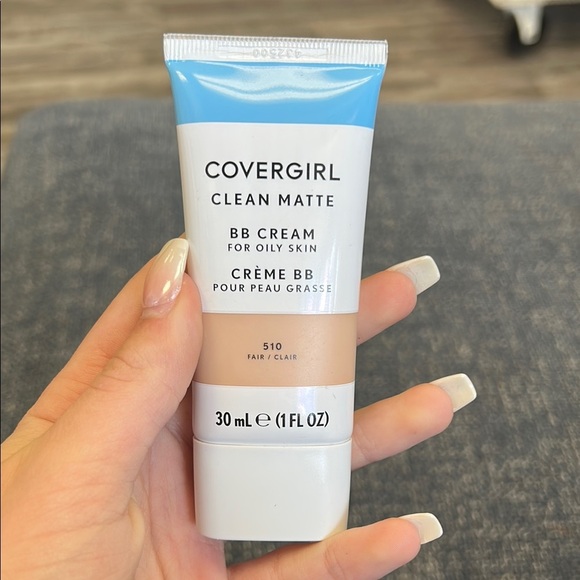 COVERGIRL
CLEAN MATTE
BB CREAM
FOR OILY SKIN
CRÈME BB
POUR PEAU GRASSE
510
FAIR / CLAIR
30 mL ℮ (1 FL OZ)